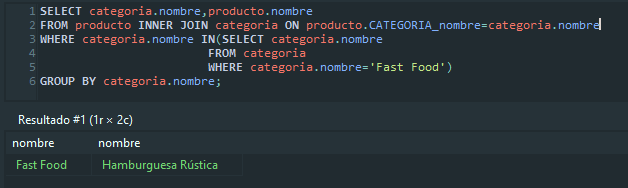 1 SELECT categoria.nombre,producto.nombre
2 FROM producto INNER JOIN categoria ON producto.CATEGORIA_nombre=categoria.nombre
3 WHERE categoria.nombre IN(SELECT categoria.nombre
4 FROM categoria
5 WHERE categoria.nombre='Fast Food')
6 GROUP BY categoria.nombre;
Resultado #1 (1r × 2c)
nombre nombre
Fast Food Hamburguesa Rústica